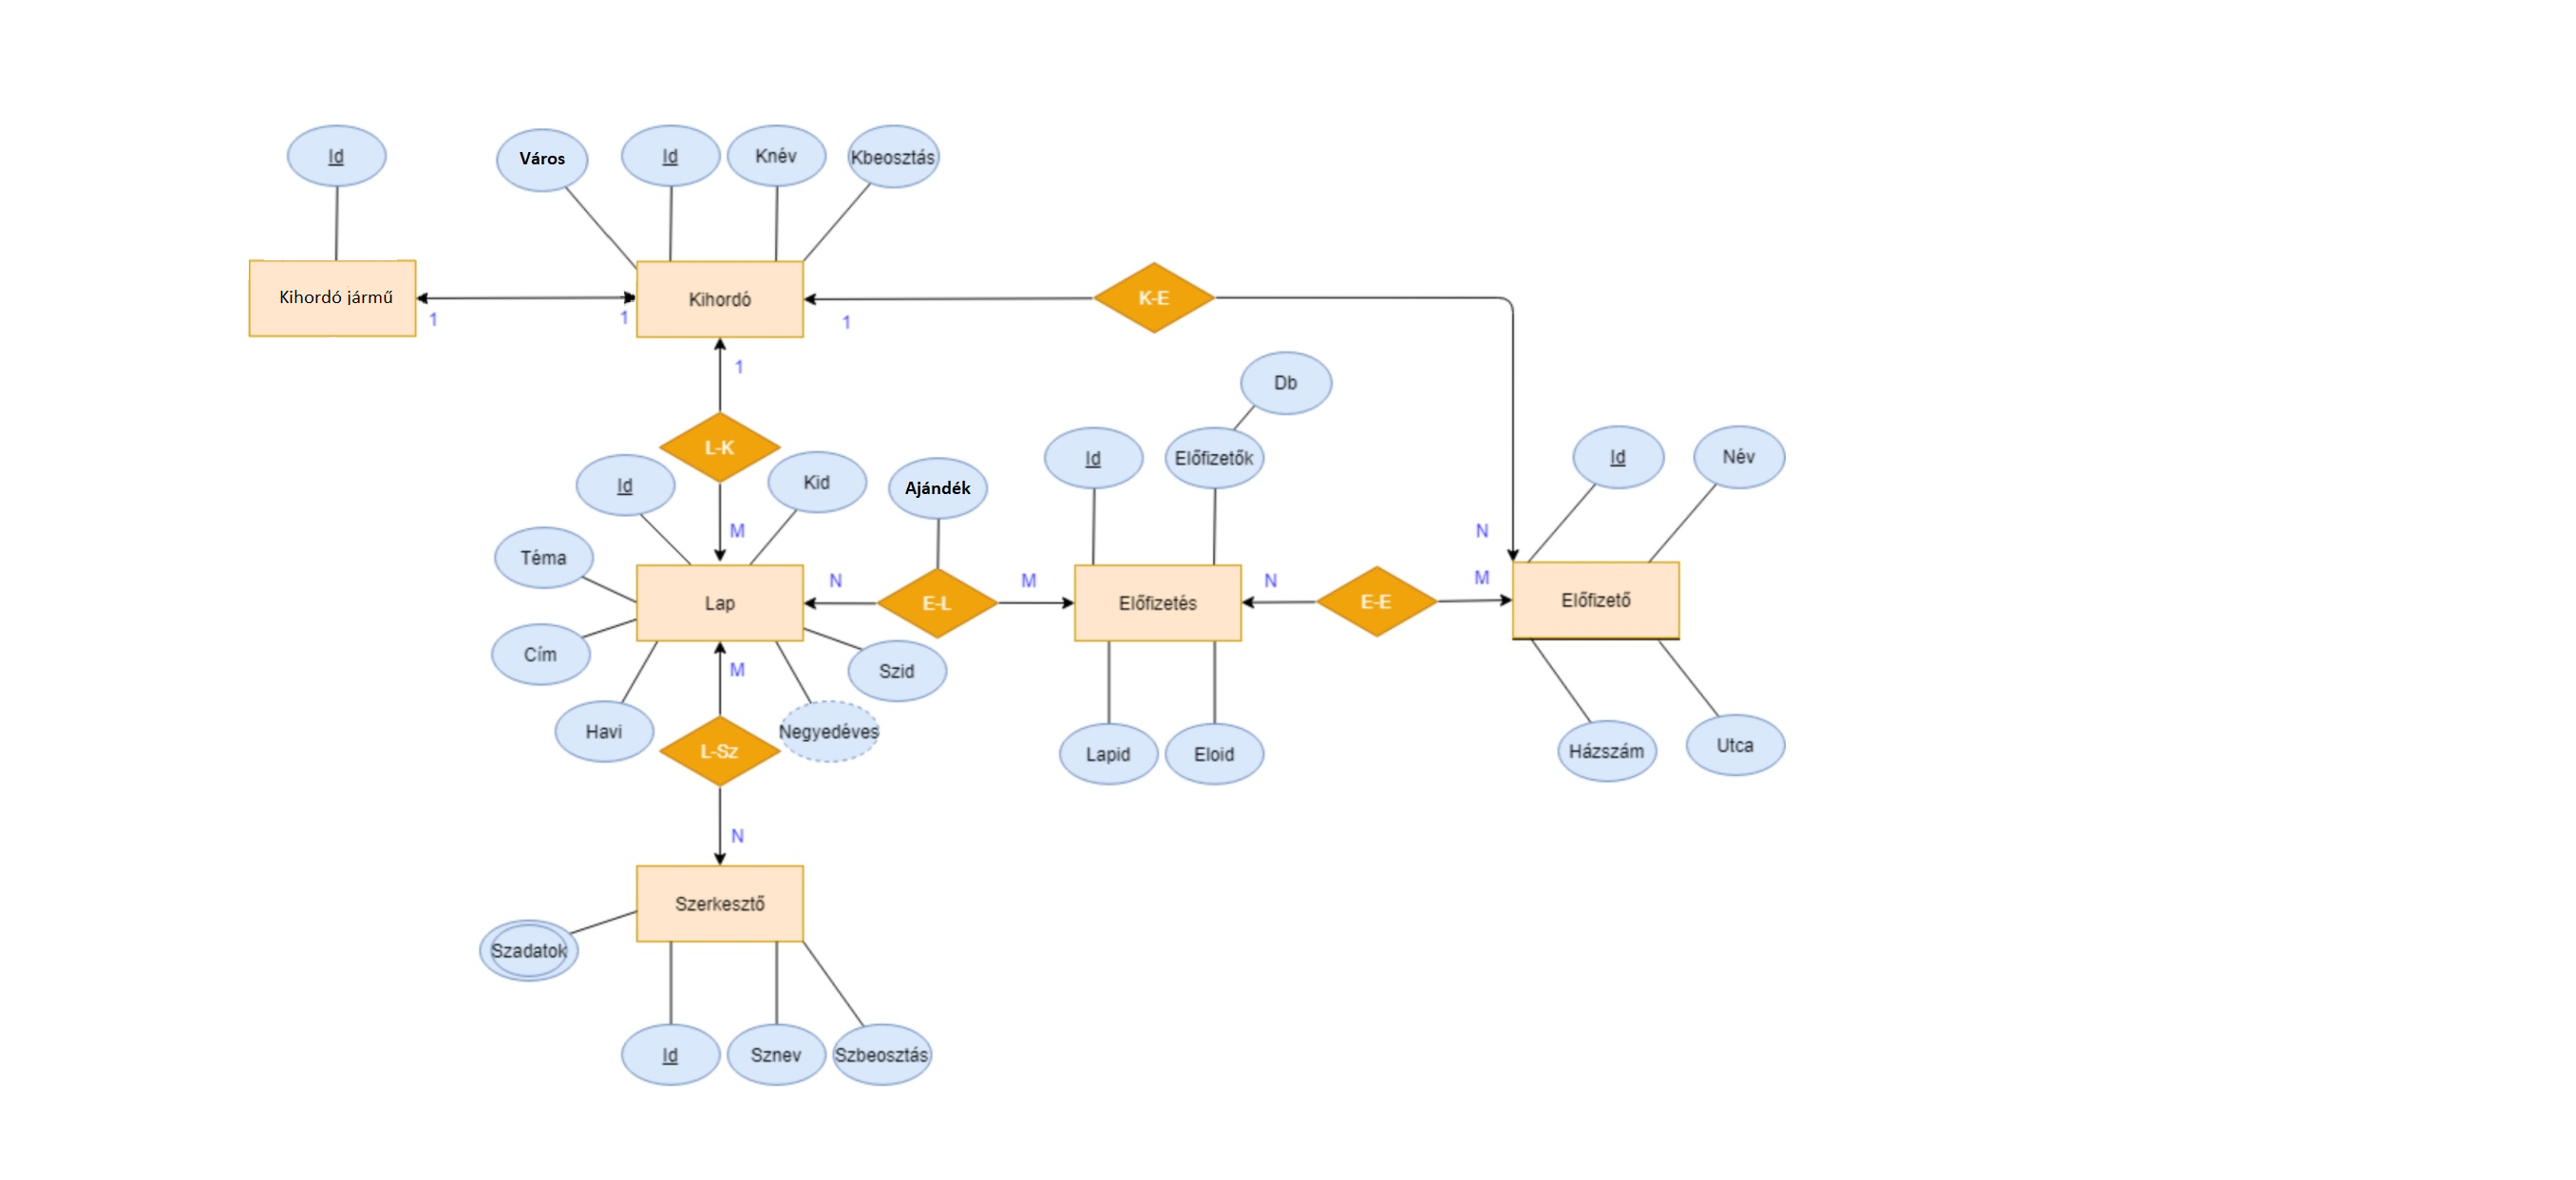 Id
Város
Id
Knév
Kbeosztás
Kihordó jármű
1
1
Kihordó
1
K-E
1
Db
L-K
Id
Kid
Ajándék
Id
Előfizetők
Id
Név
Téma
M
N
Lap
N
E-L
M
Előfizetés
N
E-E
M
Előfizető
Cím
M
Szid
Havi
L-Sz
Negyedéves
Lapid
Eloid
Házszám
Utca
N
Szerkesztő
Szadatok
Id
Sznev
Szbeosztás